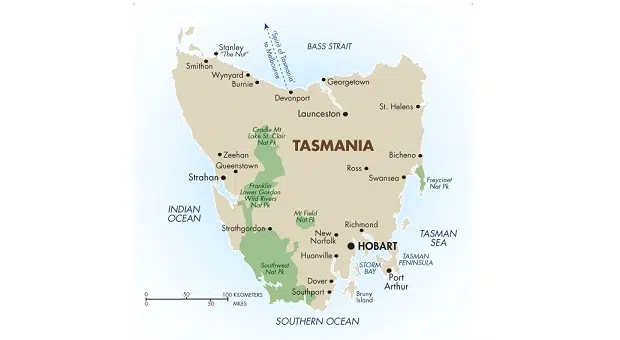 BASS STRAIT
"Spirit of Tasmania"
to Melbourne
Stanley
"The Nut"
Smithon
Wynyard
Burnie
Devonport
Georgetown
Launceston
St. Helens
Cradle Mt
Lake St. Clair
Nat Pk
TASMANIA
Zeehan
Queenstown
Strahan
Ross
Bicheno
Swansea
Freycinet
Nat Pk
Franklin
Lower Gordon
Wild Rivers
Nat Pk
INDIAN
OCEAN
Mt Field
Nat Pk
Strathgordon
New
Norfolk
Richmond
HOBART
TASMAN
SEA
Huonville
STORM
BAY
TASMAN
PENINSULA
Southwest
Nat Pk
Port
Arthur
Dover
Southport
Bruny
Island
0 50 100 KILOMETERS
0 50 MILES
SOUTHERN OCEAN